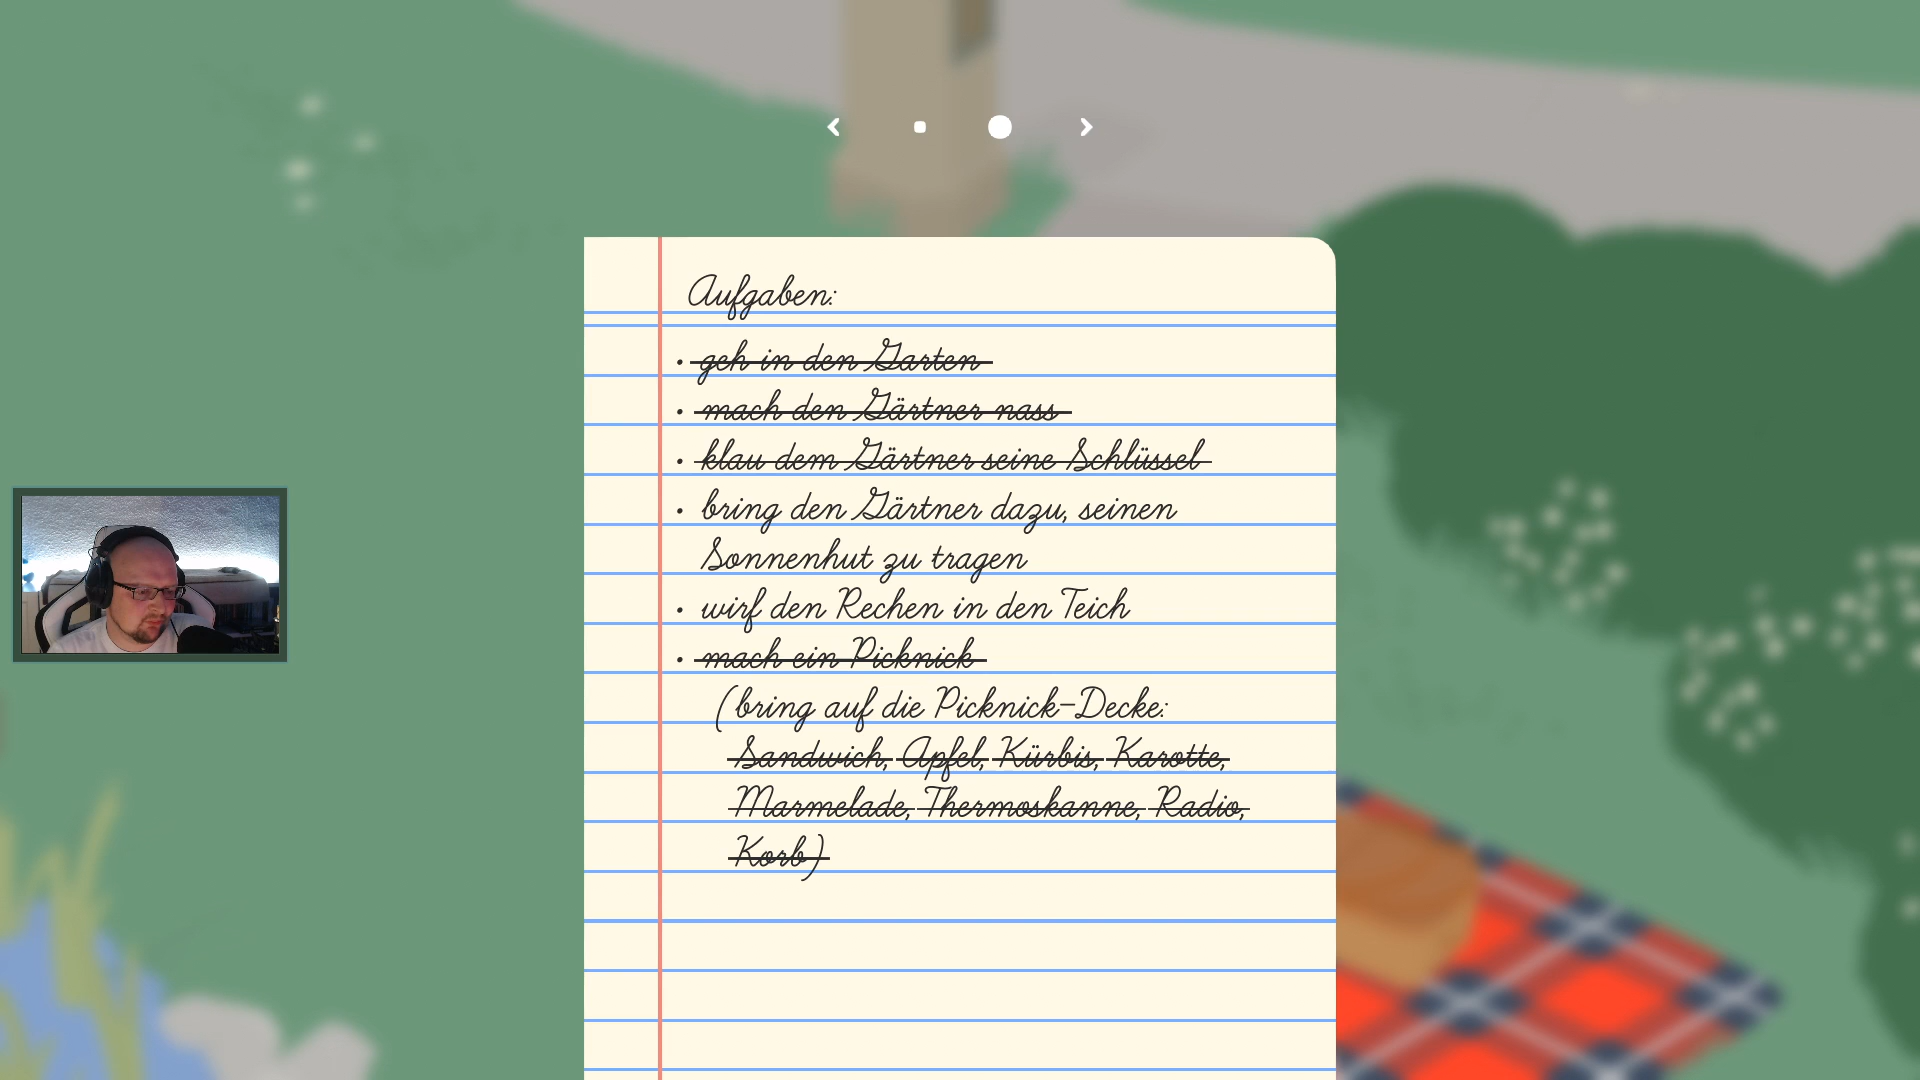 Aufgaben:
• geh in den Garten
• mach den Gärtner nass
• klau dem Gärtner seine Schlüssel
• bring den Gärtner dazu, seinen
Sonnenhut zu tragen
• wirf den Rechen in den Teich
• mach ein Picknick
(bring auf die Picknick-Decke:
Sandwich, Apfel, Kürbis, Karotte,
Marmelade, Thermoskanne, Radio,
Korb)